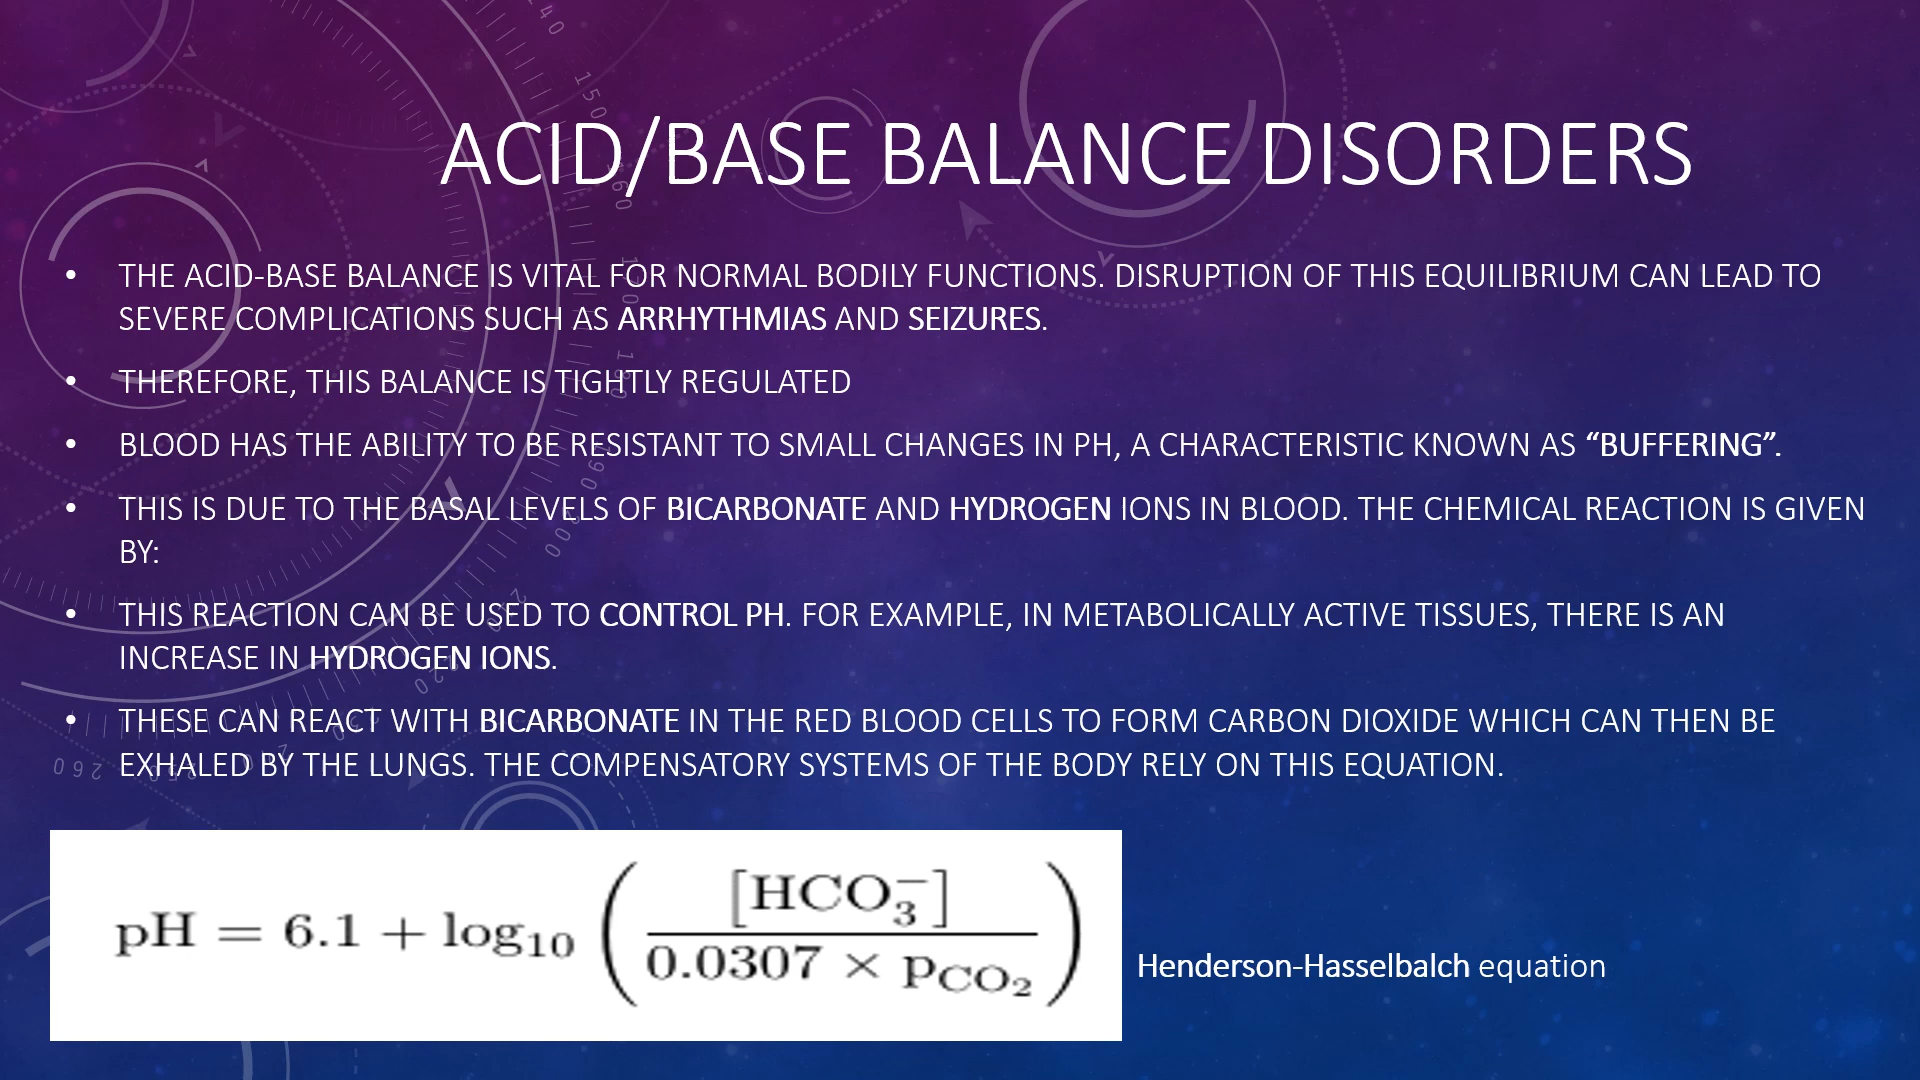 ACID/BASE BALANCE DISORDERS
• THE ACID-BASE BALANCE IS VITAL FOR NORMAL BODILY FUNCTIONS. DISRUPTION OF THIS EQUILIBRIUM CAN LEAD TO
SEVERE COMPLICATIONS SUCH AS ARRHYTHMIAS AND SEIZURES.
• THEREFORE, THIS BALANCE IS TIGHTLY REGULATED
• BLOOD HAS THE ABILITY TO BE RESISTANT TO SMALL CHANGES IN PH, A CHARACTERISTIC KNOWN AS “BUFFERING”.
• THIS IS DUE TO THE BASAL LEVELS OF BICARBONATE AND HYDROGEN IONS IN BLOOD. THE CHEMICAL REACTION IS GIVEN
BY:
• THIS REACTION CAN BE USED TO CONTROL PH. FOR EXAMPLE, IN METABOLICALLY ACTIVE TISSUES, THERE IS AN
INCREASE IN HYDROGEN IONS.
• THESE CAN REACT WITH BICARBONATE IN THE RED BLOOD CELLS TO FORM CARBON DIOXIDE WHICH CAN THEN BE
EXHALED BY THE LUNGS. THE COMPENSATORY SYSTEMS OF THE BODY RELY ON THIS EQUATION.
pH = 6.1 + log₁₀ ( [HCO₃⁻] / 0.0307 × pCO₂ )
Henderson-Hasselbalch equation